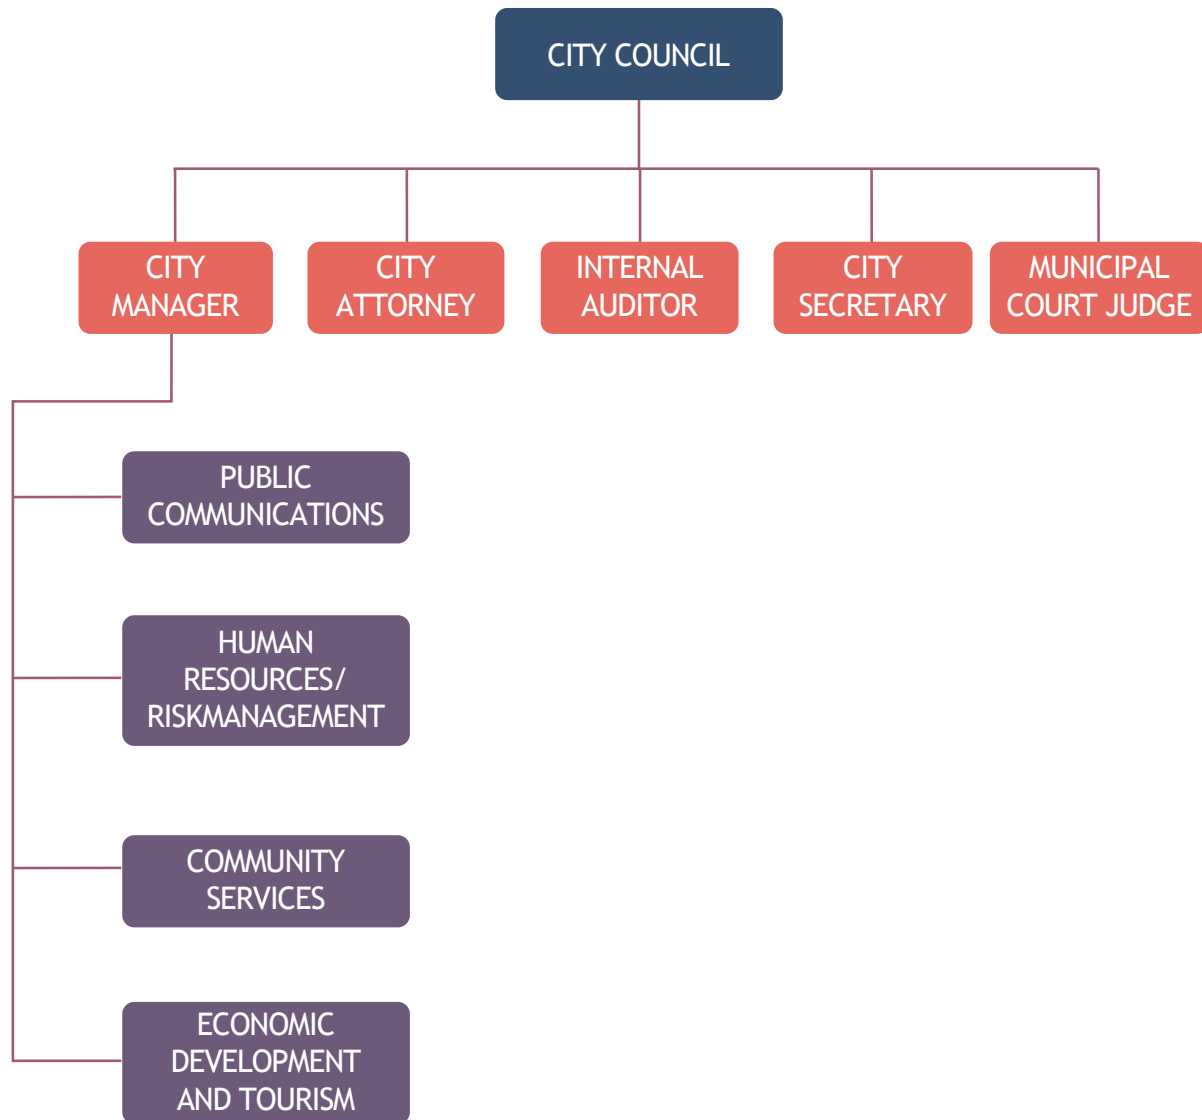 CITY COUNCIL
CITY
MANAGER
CITY
ATTORNEY
INTERNAL
AUDITOR
CITY
SECRETARY
MUNICIPAL
COURT JUDGE
PUBLIC
COMMUNICATIONS
HUMAN
RESOURCES/
RISKMANAGEMENT
COMMUNITY
SERVICES
ECONOMIC
DEVELOPMENT
AND TOURISM